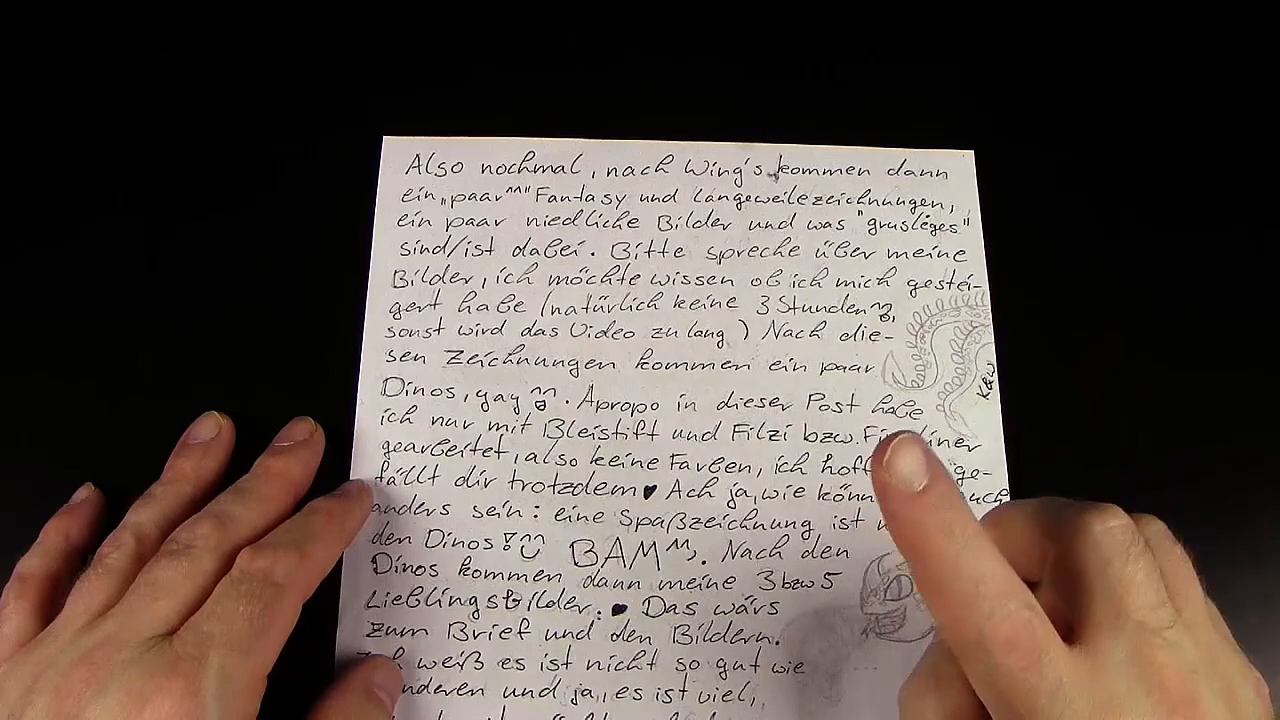 Also nochmal, nach Wing's kommen dann
ein „paar^^" Fantasy und Langeweilezeichnungen,
ein paar niedliche Bilder und was "grusliges"
sind/ist dabei. Bitte spreche über meine
Bilder, ich möchte wissen ob ich mich gestei-
gert habe (natürlich keine 3 Stunden^^,
sonst wird das Video zu lang) Nach die-
sen Zeichnungen kommen ein paar
Dinos, yay ^^. Apropo in dieser Post habe
ich nur mit Bleistift und Filzi bzw.
gearbeitet, also keine Farben, ich
fällt dir trotzdem♥ Ach ja, wie
anders sein: eine Spaßzeichnung ist
den Dinos! ^^ BAM^^. Nach den
Dinos kommen dann meine 3 bzw 5
Lieblingsbilder. ♥ Das wärs
zum Brief und den Bildern.
weiß es ist nicht so gut wie
und ja, es ist viel,
K&W